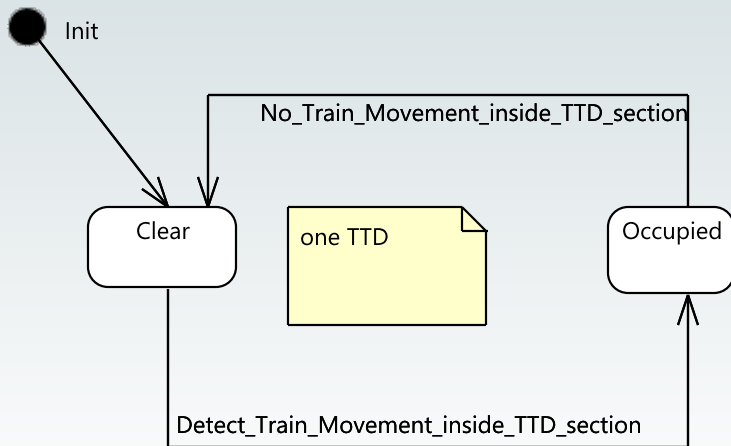 Init
No_Train_Movement_inside_TTD_section
Clear
one TTD
Occupied
Detect_Train_Movement_inside_TTD_section